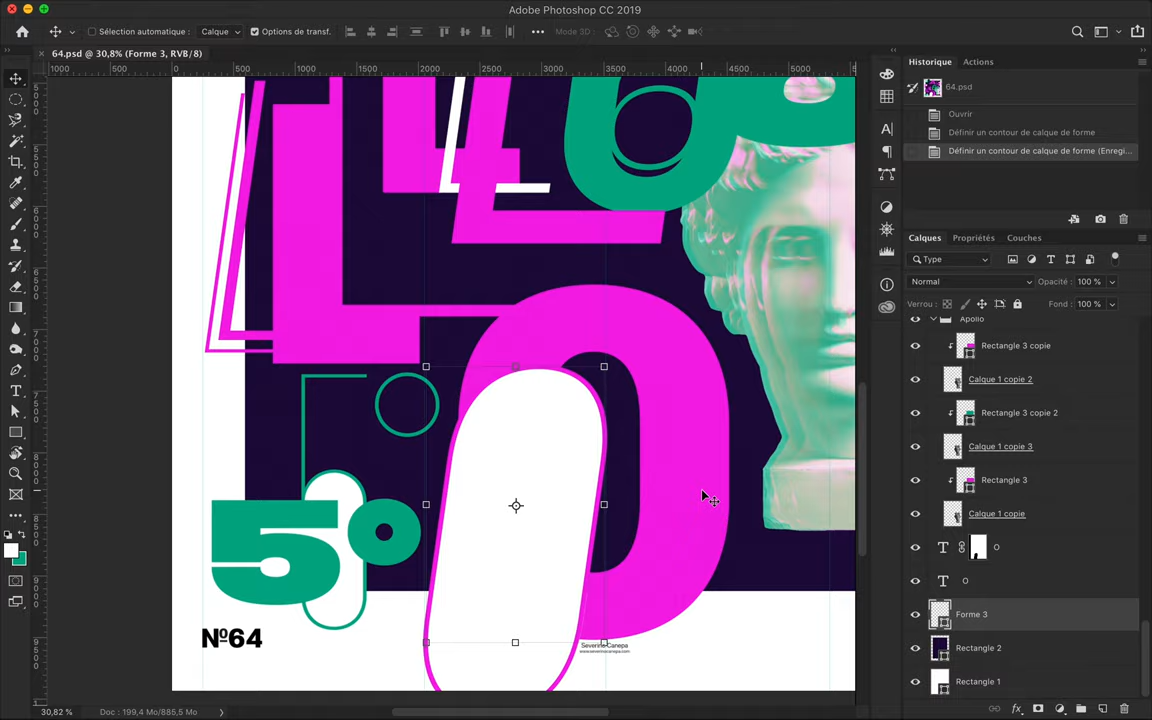 Adobe Photoshop CC 2019
Sélection automatique :
Calque
Options de transf.
Mode 3D :
64.psd @ 30,8% (Forme 3, RVB/8)
1000
500
0
500
1000
1500
2000
2500
3000
3500
4000
4500
5000
5°
№64
Severino Canepa
www.severinocanepa.com
30,82 %
Doc : 199,4 Mo/885,5 Mo
Historique
Actions
64.psd
Ouvrir
Définir un contour de calque de forme
Définir un contour de calque de forme (Enregi...
Calques
Propriétés
Couches
Type
Normal
Opacité : 100 %
Verrou :
Fond : 100 %
Apollo
Rectangle 3 copie
Calque 1 copie 2
Rectangle 3 copie 2
Calque 1 copie 3
Rectangle 3
Calque 1 copie
O
O
Forme 3
Rectangle 2
Rectangle 1